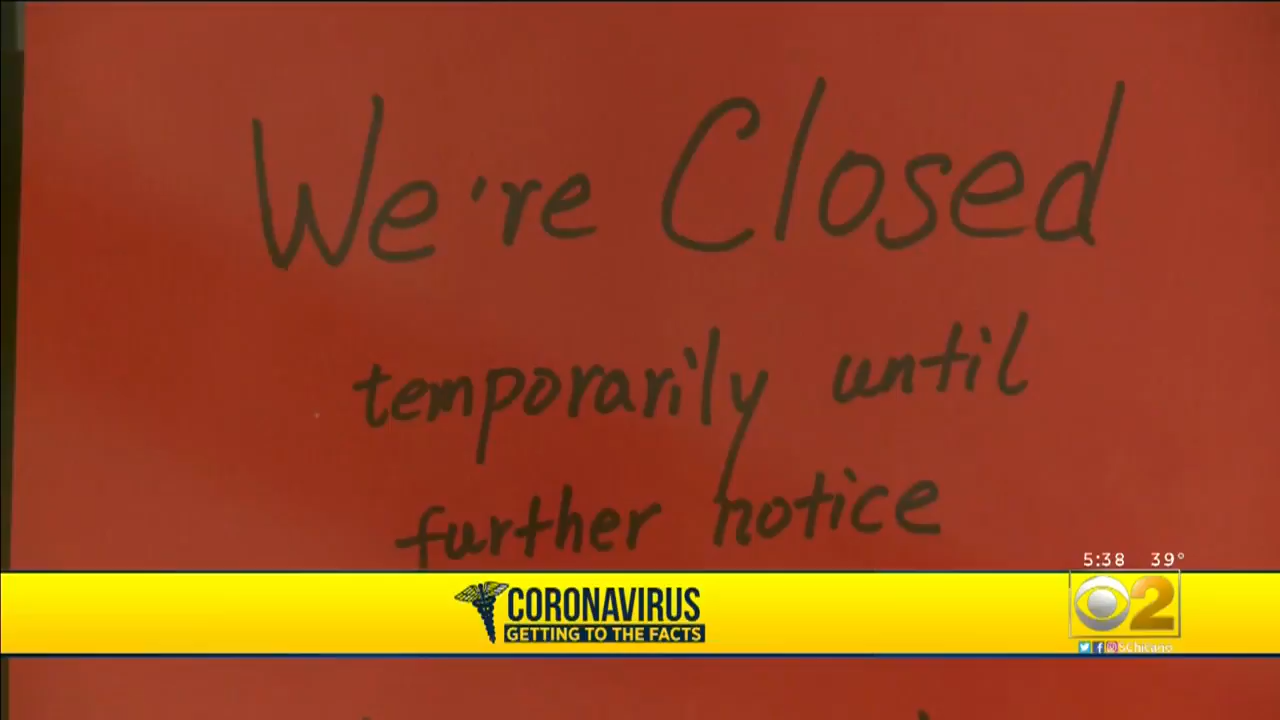 We're Closed
temporarily until
further notice
5:38 39°
CORONAVIRUS
GETTING TO THE FACTS
2